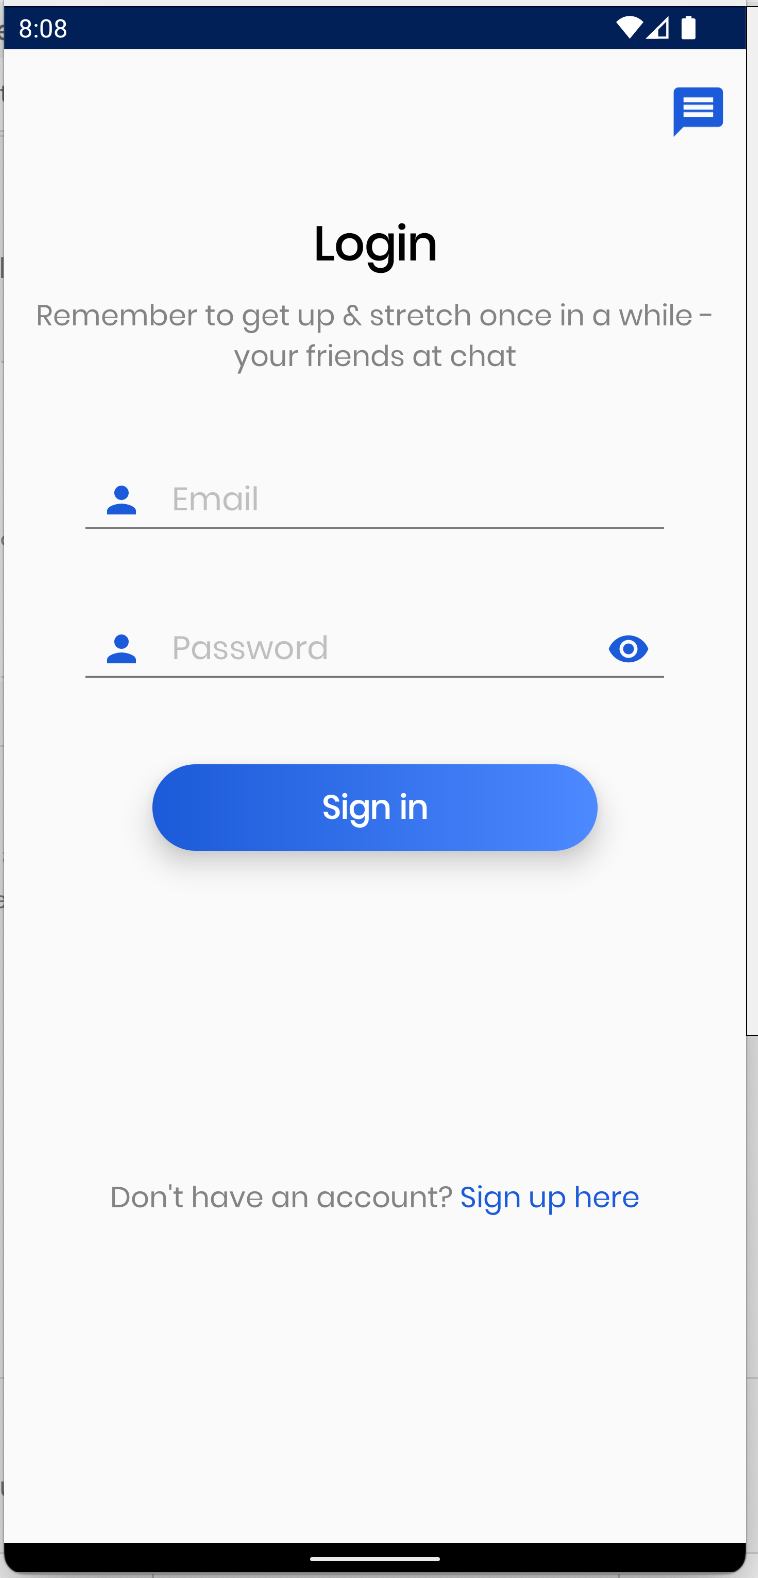 8:08
Login
Remember to get up & stretch once in a while -
your friends at chat
Email
Password
Sign in
Don't have an account? Sign up here